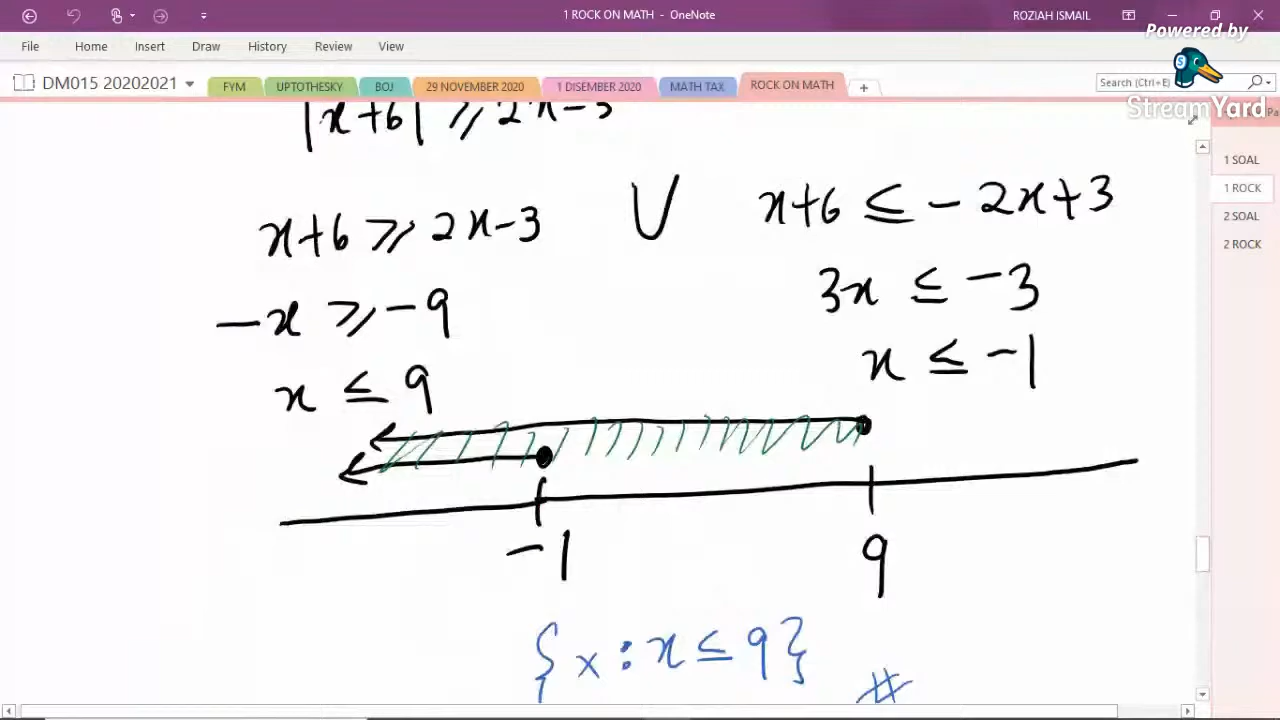 1 ROCK ON MATH - OneNote
ROZIAH ISMAIL
Powered by
File Home Insert Draw History Review View
StreamYard
DM015 20202021 FYM UPTOTHESKY BOJ 29 NOVEMBER 2020 1 DISEMBER 2020 MATH TAX ROCK ON MATH +
Search (Ctrl+E)
1 SOAL
1 ROCK
2 SOAL
2 ROCK
|x+6| ≥ 2x-3
x+6 ≥ 2x-3 ∪ x+6 ≤ -2x+3
-x ≥ -9 3x ≤ -3
x ≤ 9 x ≤ -1
-1 9
{x : x ≤ 9} #